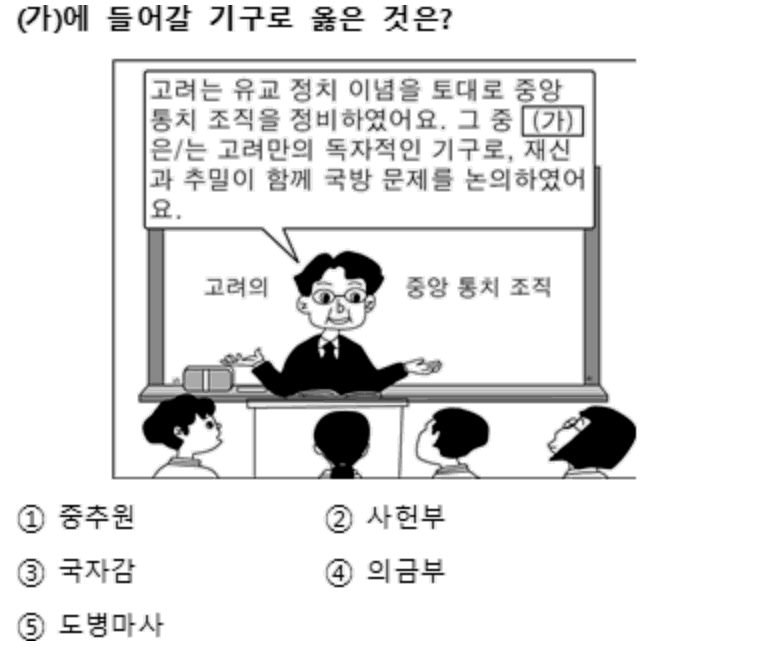 (가)에 들어갈 기구로 옳은 것은?
고려는 유교 정치 이념을 토대로 중앙
통치 조직을 정비하였어요. 그 중 (가)
은/는 고려만의 독자적인 기구로, 재신
과 추밀이 함께 국방 문제를 논의하였어
요.
고려의 중앙 통치 조직
① 중추원 ② 사헌부
③ 국자감 ④ 의금부
⑤ 도병마사